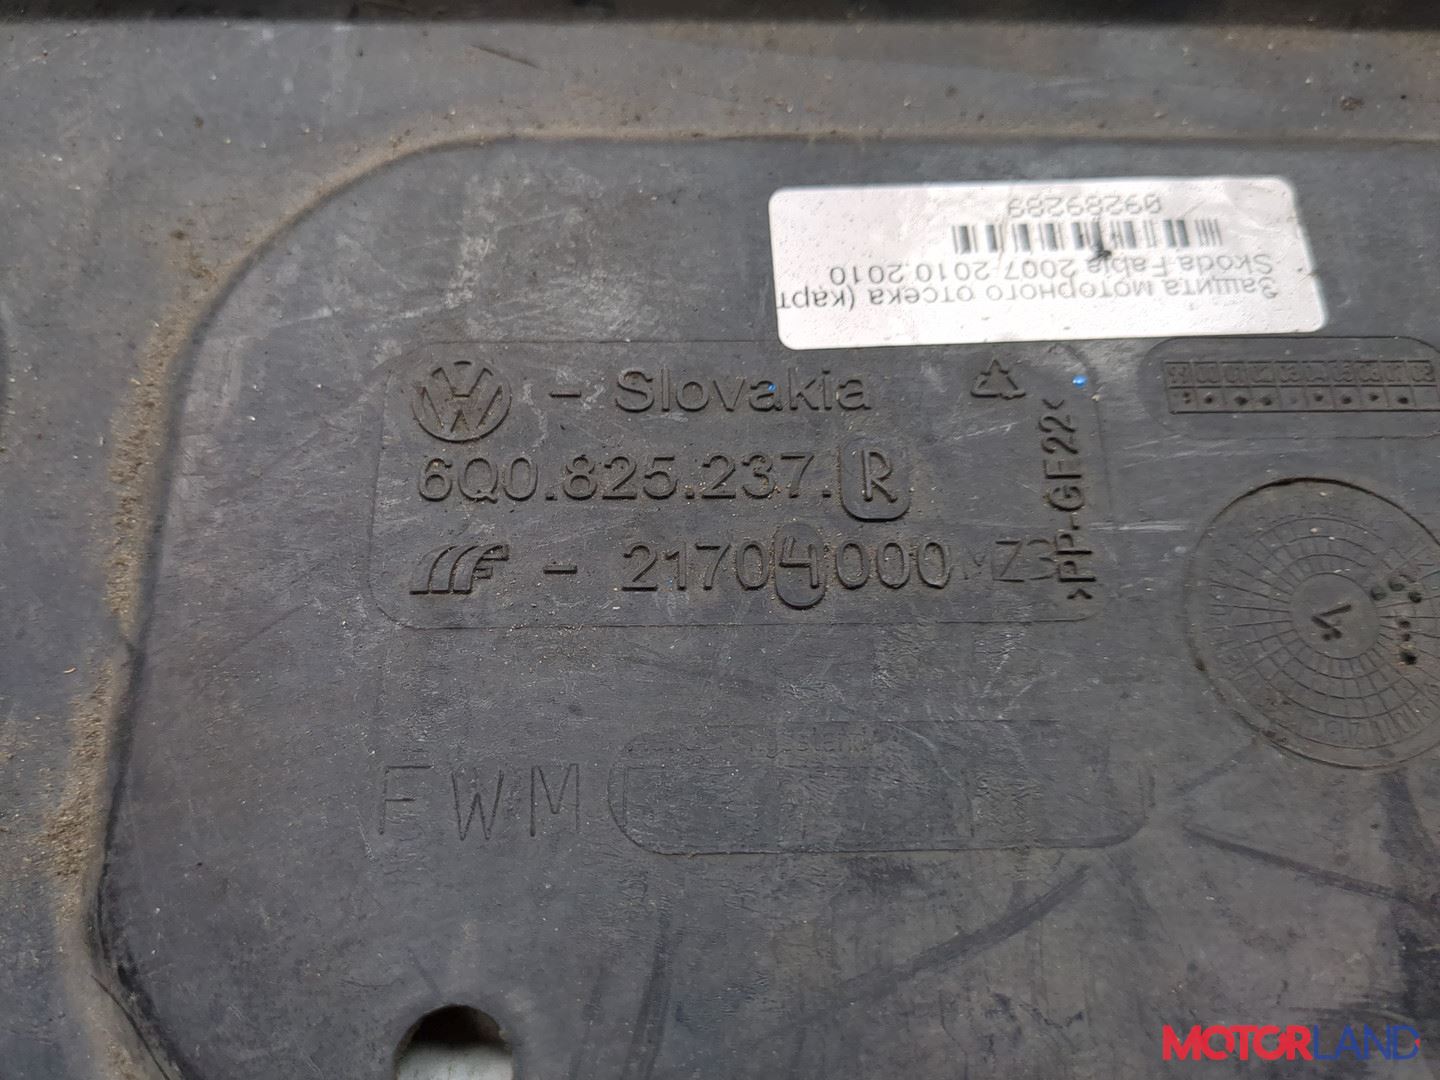 Защита моторного отсека (карт
Skoda Fabia 2007-2010 2010
09289289
- Slovakia
6Q0.825.237.R
- 21704000
>PP-GF22<
FWM
MOTORLAND